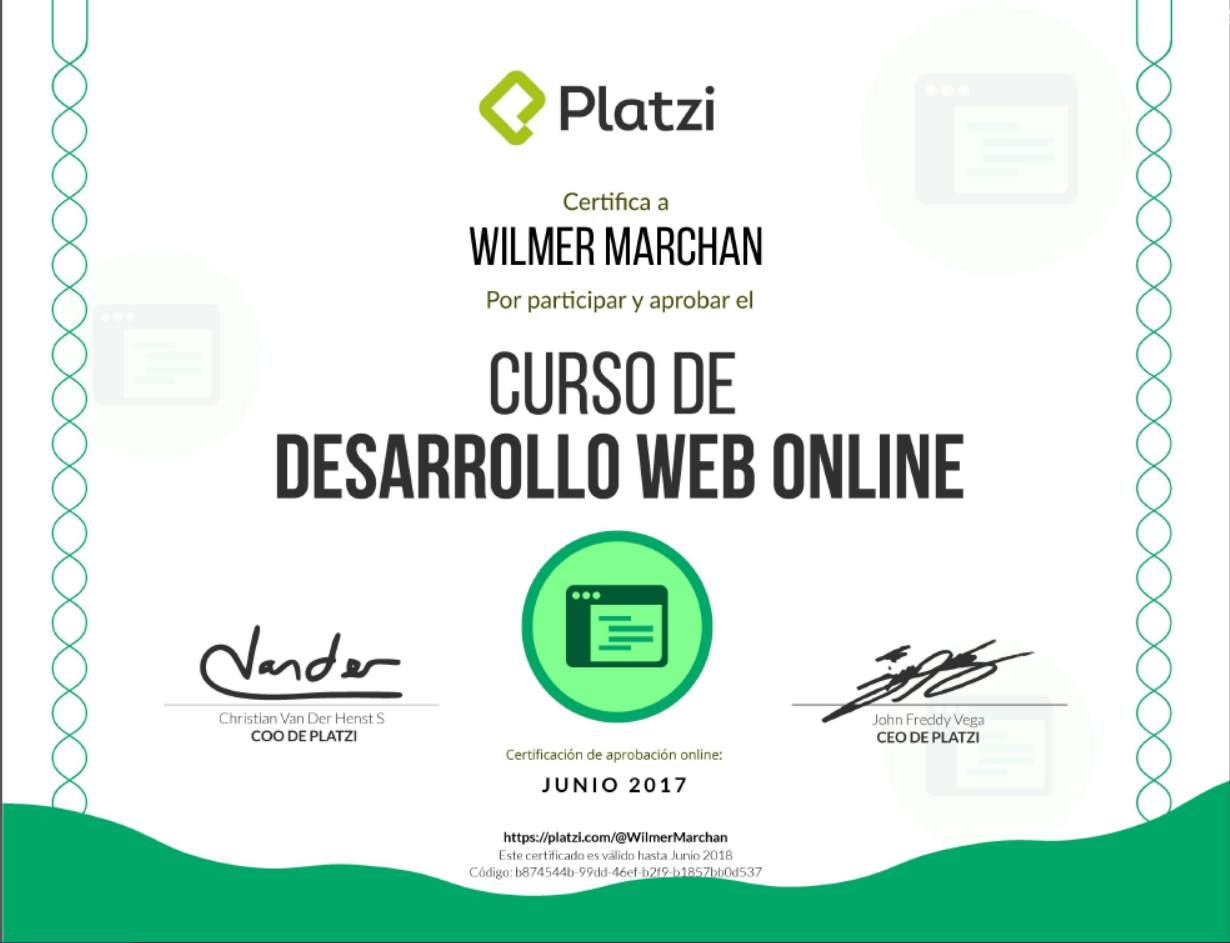 Platzi
Certifica a
WILMER MARCHAN
Por participar y aprobar el
CURSO DE
DESARROLLO WEB ONLINE
Vander
Christian Van Der Henst S
COO DE PLATZI
John Freddy Vega
CEO DE PLATZI
Certificación de aprobación online:
JUNIO 2017
https://platzi.com/@WilmerMarchan
Este certificado es válido hasta Junio 2018
Código: b874544b-99dd-46ef-b2f9-b1857bb0d537